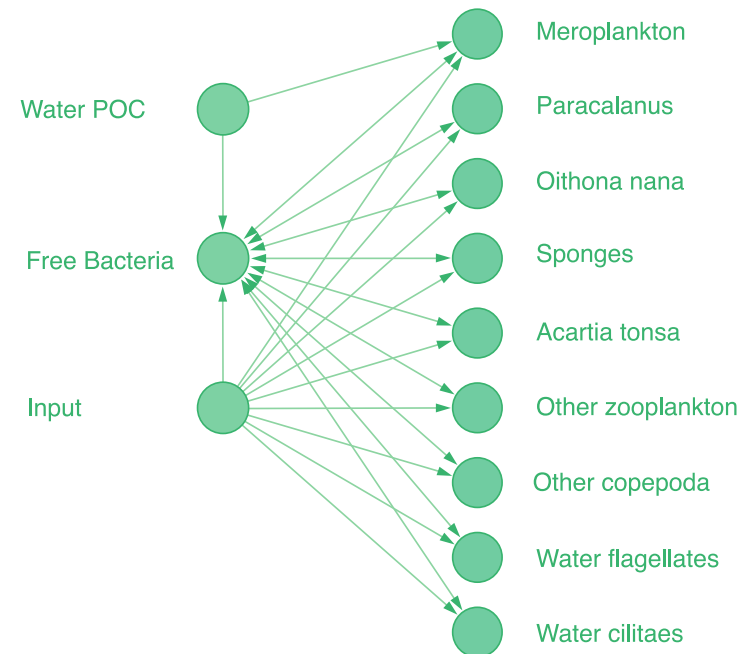 Meroplankton
Water POC
Paracalanus
Oithona nana
Free Bacteria
Sponges
Acartia tonsa
Input
Other zooplankton
Other copepoda
Water flagellates
Water cilitaes